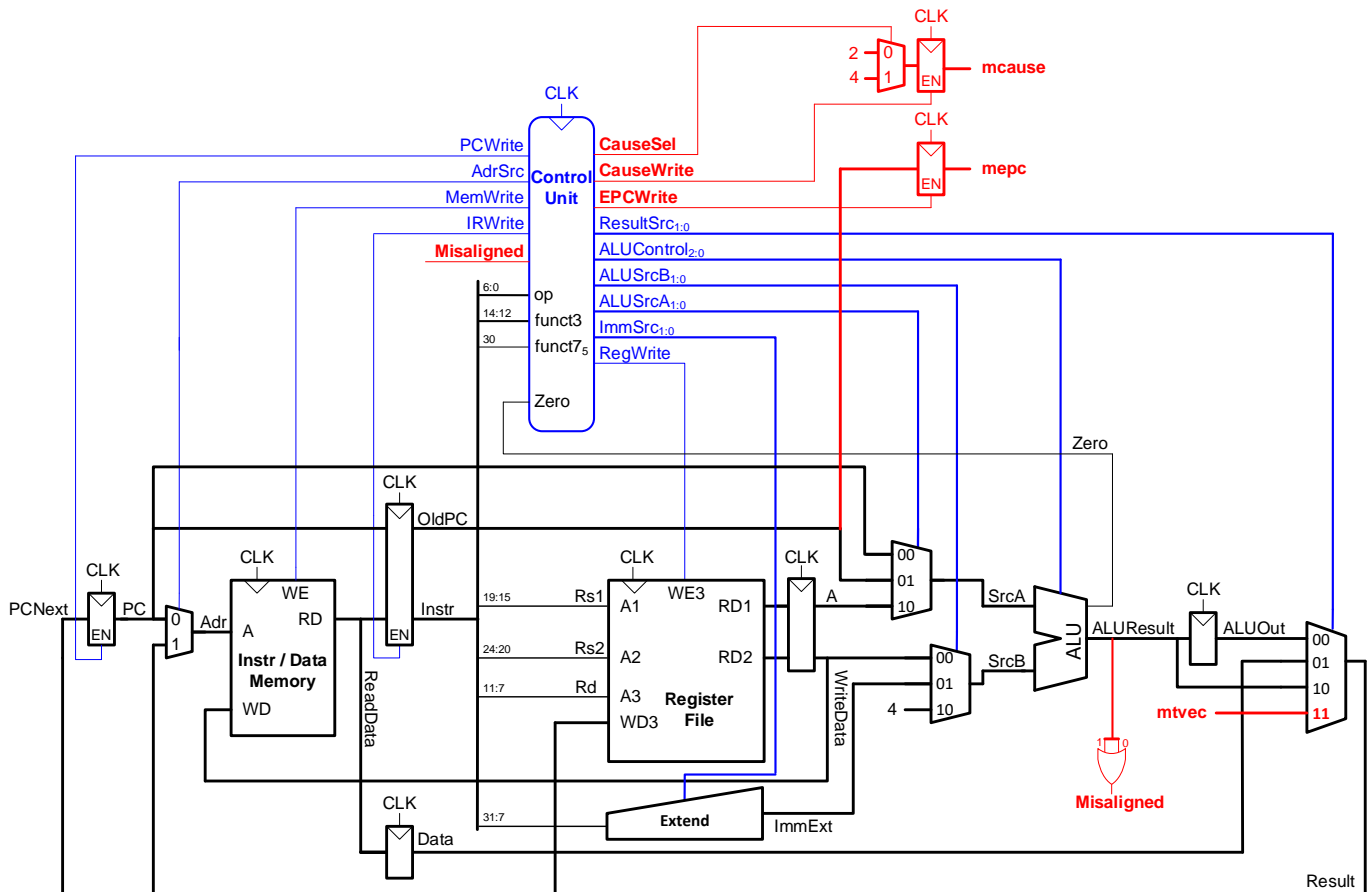 CLK
2
0
4
1
EN
mcause
CLK
EN
mepc
CLK
PCWrite
AdrSrc
MemWrite
IRWrite
Misaligned
Control
Unit
CauseSel
CauseWrite
EPCWrite
ResultSrc1:0
ALUControl2:0
ALUSrcB1:0
ALUSrcA1:0
ImmSrc1:0
RegWrite
6:0
op
14:12
funct3
30
funct75
Zero
Zero
CLK
OldPC
EN
Instr
PCNext
CLK
EN
PC
0
1
Adr
CLK
WE
A
RD
Instr / Data
Memory
WD
ReadData
19:15
Rs1
24:20
Rs2
11:7
Rd
CLK
A1
WE3
RD1
A2
RD2
A3
WD3
Register
File
CLK
A
WriteData
00
01
10
SrcA
4
00
01
10
SrcB
ALU
ALUResult
CLK
ALUOut
00
01
10
11
mtvec
1
0
Misaligned
31:7
Extend
ImmExt
CLK
Data
Result